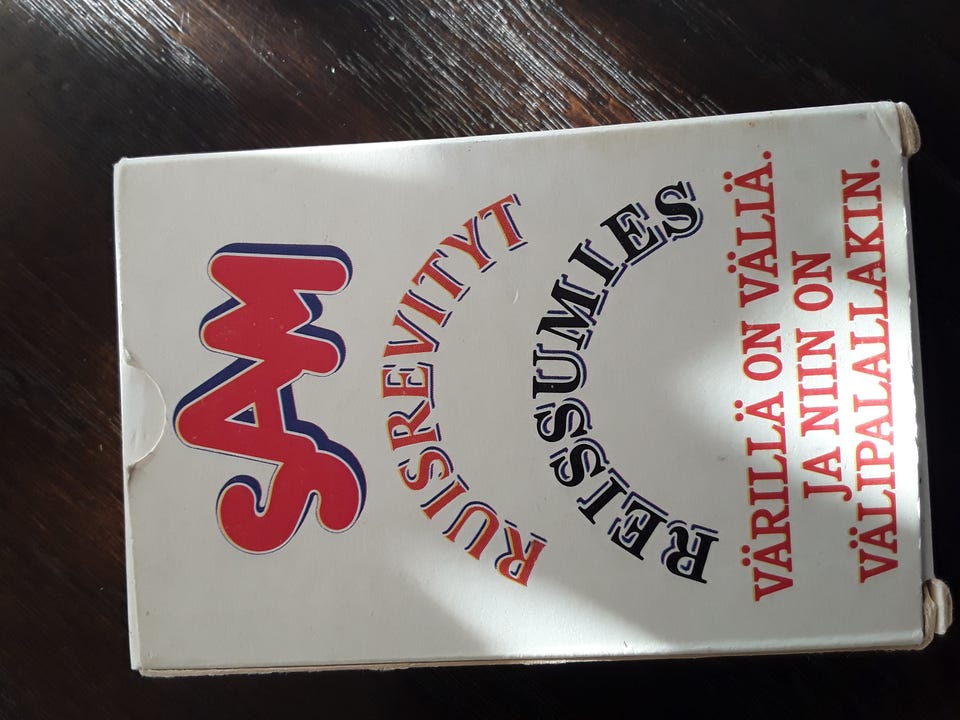 SAM
RUISREVITYT
REISSUMIES
VÄRILLÄ ON VÄLIÄ.
JA NIIN ON
VÄLIPALALLAKIN.